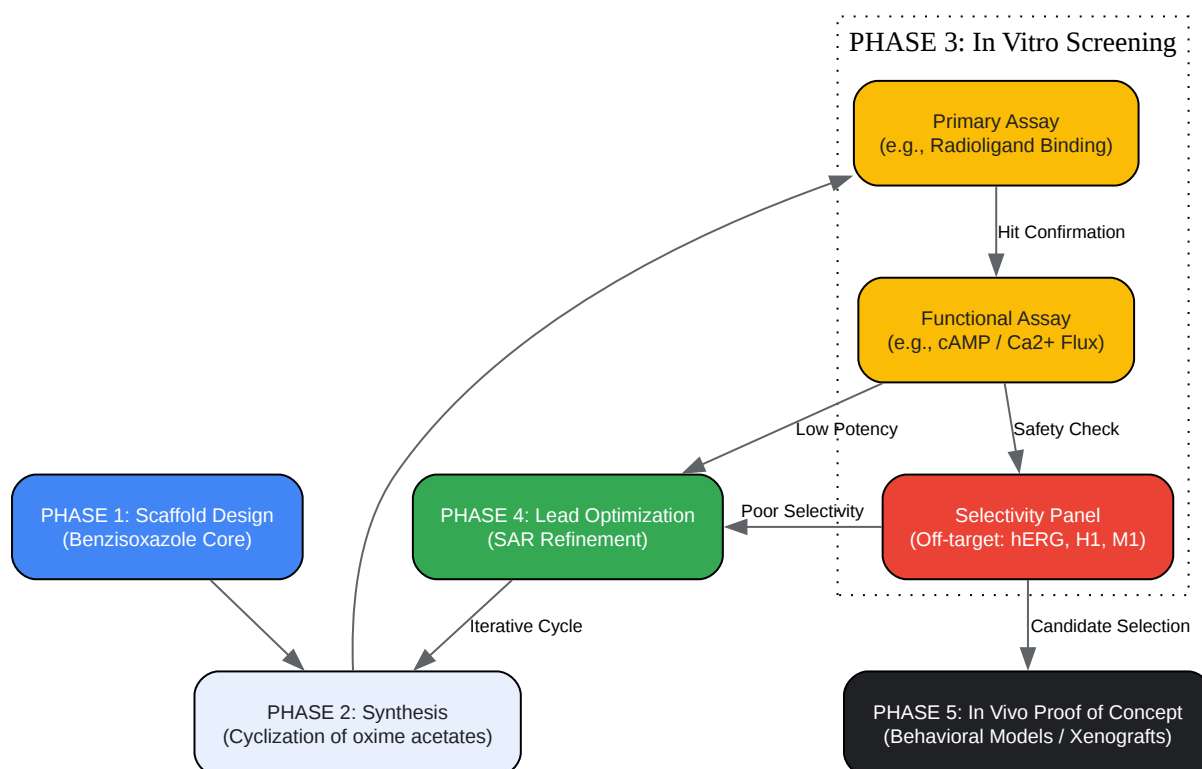 PHASE 3: In Vitro Screening
Primary Assay
(e.g., Radioligand Binding)
Hit Confirmation
Functional Assay
(e.g., cAMP / Ca2+ Flux)
Low Potency
Safety Check
PHASE 1: Scaffold Design
(Benzisoxazole Core)
PHASE 4: Lead Optimization
(SAR Refinement)
Poor Selectivity
Selectivity Panel
(Off-target: hERG, H1, M1)
Iterative Cycle
Candidate Selection
PHASE 2: Synthesis
(Cyclization of oxime acetates)
PHASE 5: In Vivo Proof of Concept
(Behavioral Models / Xenografts)